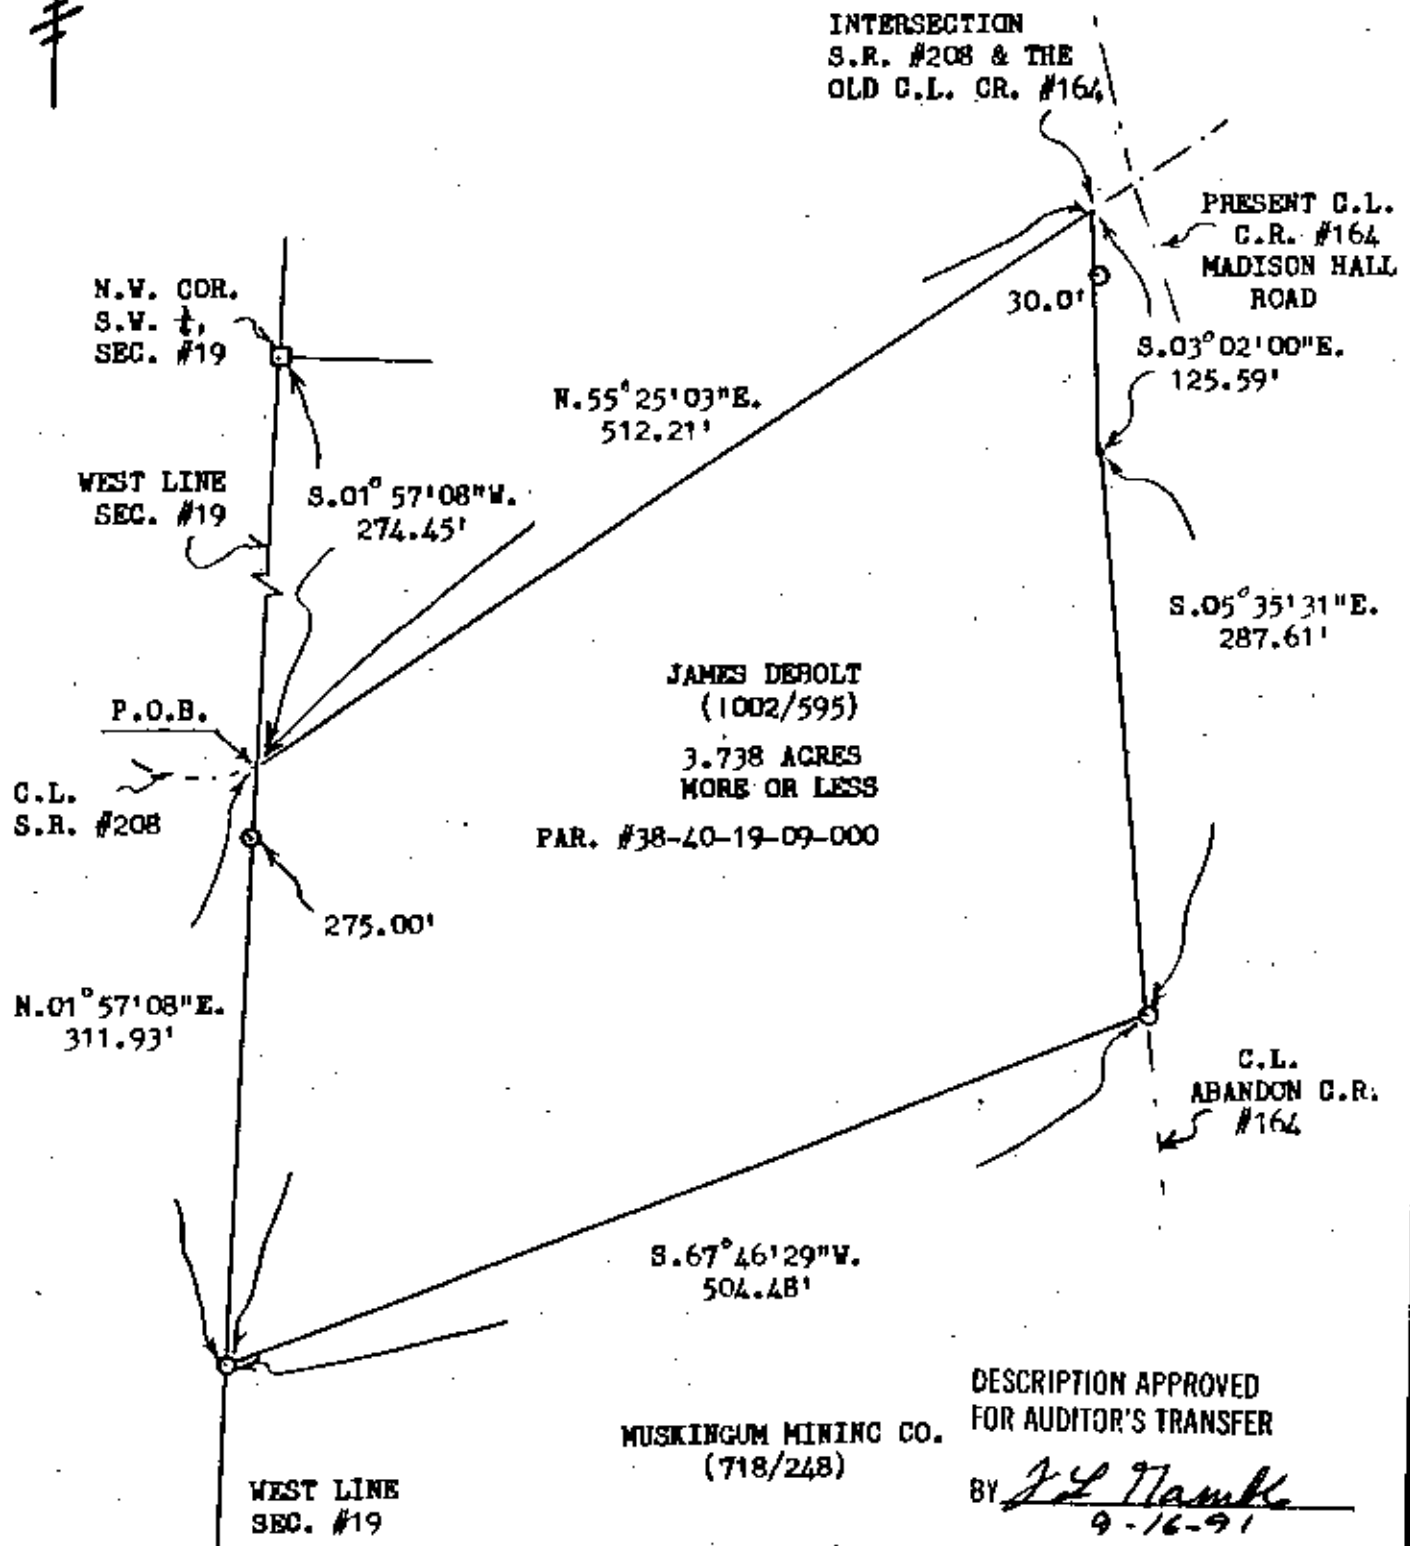 INTERSECTION
S.R. #208 & THE
OLD C.L. CR. #164
PRESENT C.L.
C.R. #164
MADISON HALL
ROAD
N.W. COR.
S.W. ¼,
SEC. #19
30.0'
S.03°02'00"E.
125.59'
N.55°25'03"E.
512.21'
WEST LINE
SEC. #19
S.01°57'08"W.
274.45'
S.05°35'31"E.
287.61'
JAMES DEBOLT
(1002/595)
3.738 ACRES
MORE OR LESS
PAR. #38-40-19-09-000
P.O.B.
C.L.
S.R. #208
275.00'
N.01°57'08"E.
311.93'
C.L.
ABANDON C.R.
#164
S.67°46'29"W.
504.48'
MUSKINGUM MINING CO.
(718/248)
DESCRIPTION APPROVED
FOR AUDITOR'S TRANSFER
BY
9-16-91
WEST LINE
SEC. #19